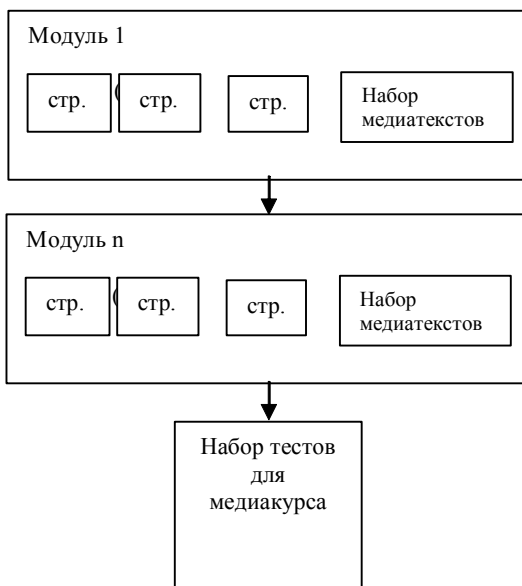 Модуль 1
стр. ( стр. стр. Набор
медиатекстов
Модуль n
стр. ( стр. стр. Набор
медиатекстов
Набор тестов
для
медиакурса